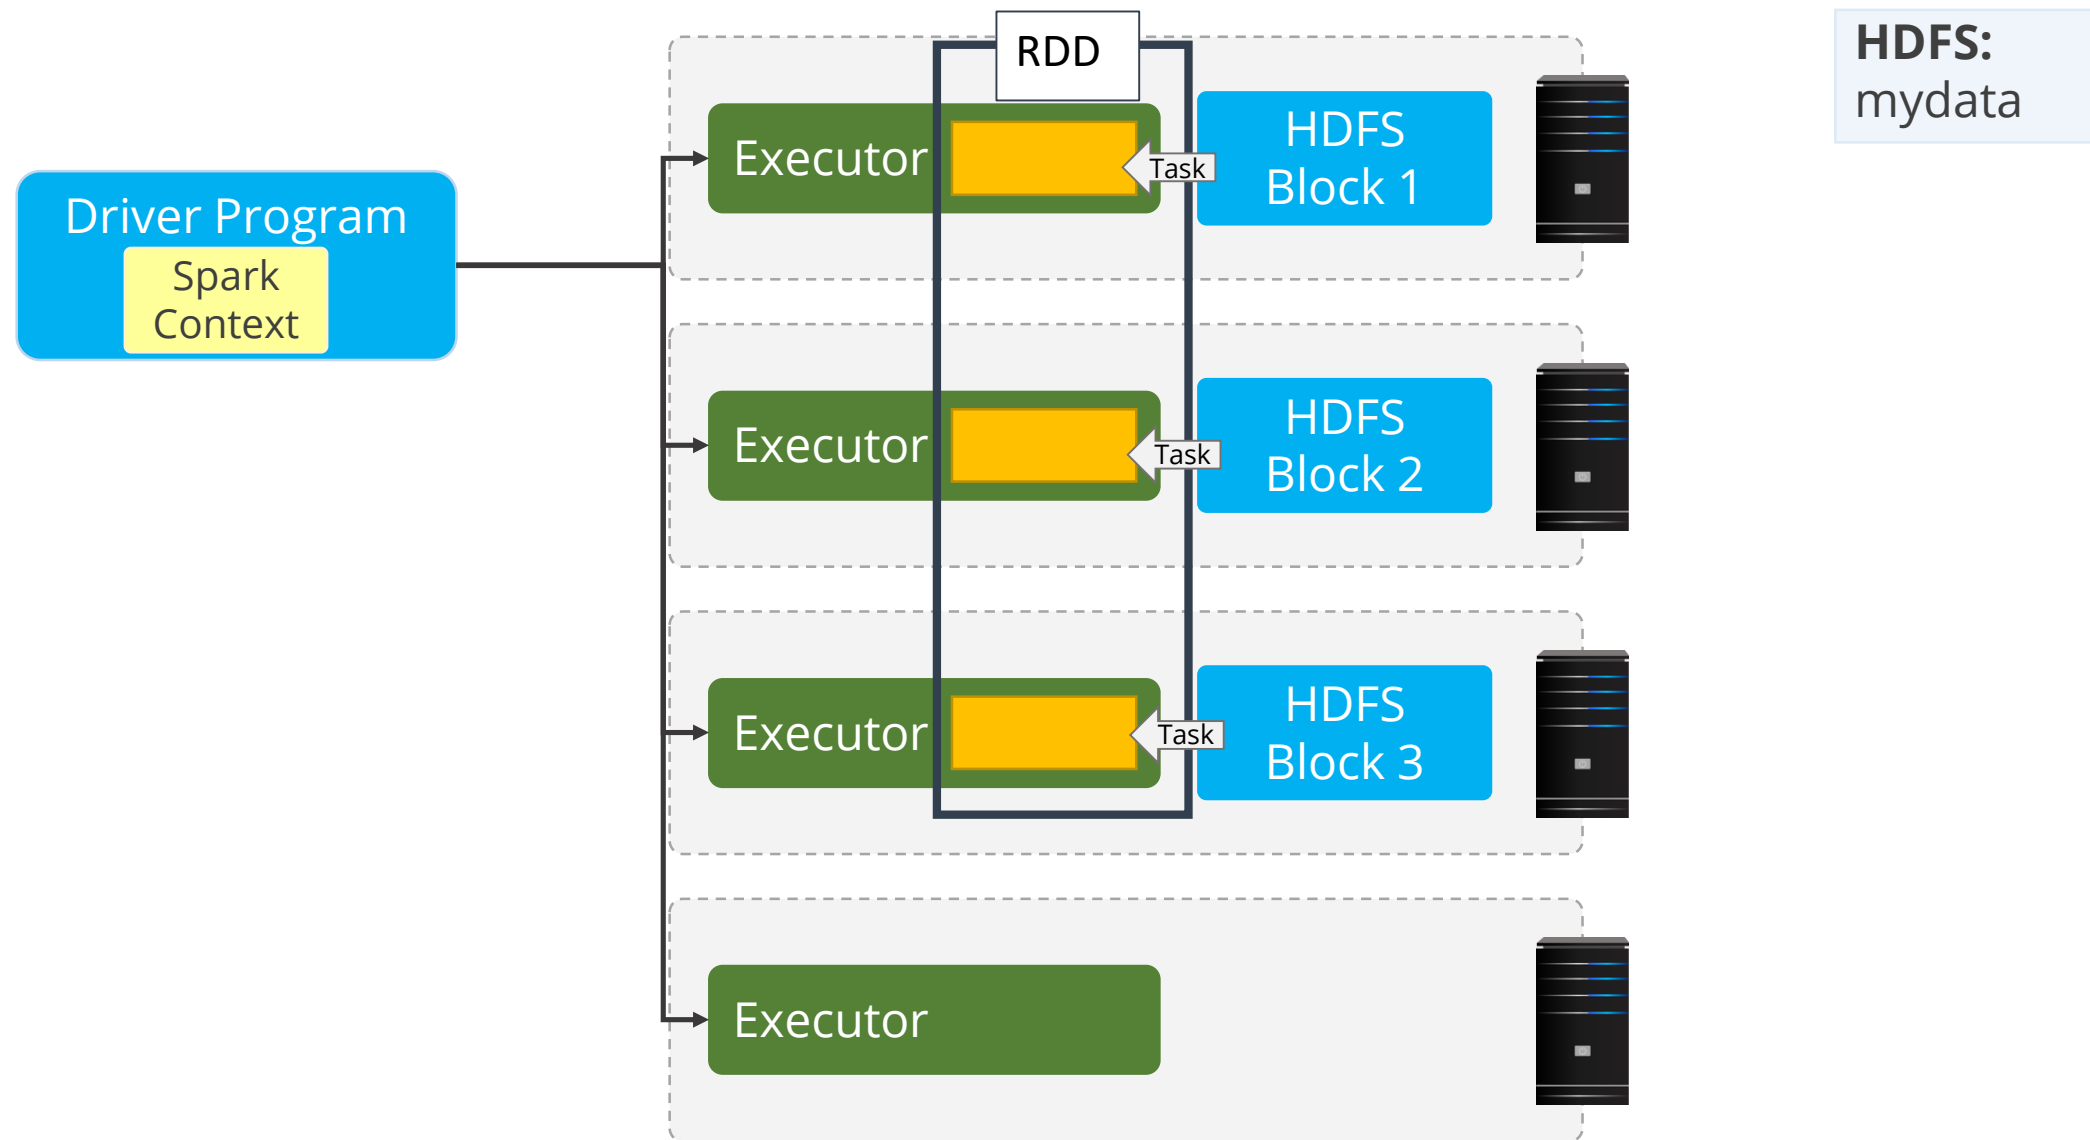 RDD
HDFS:
mydata
Driver Program
Spark
Context
Executor
Task
HDFS
Block 1
Executor
Task
HDFS
Block 2
Executor
Task
HDFS
Block 3
Executor